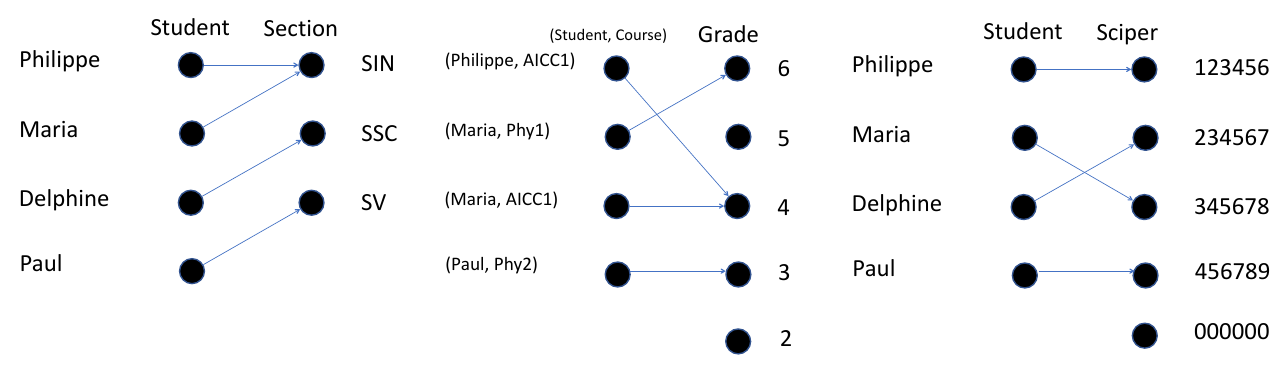 Student Section
Philippe SIN
Maria SSC
Delphine SV
Paul
(Student, Course) Grade
(Philippe, AICC1) 6
(Maria, Phy1) 5
(Maria, AICC1) 4
(Paul, Phy2) 3
2
Student Sciper
Philippe 123456
Maria 234567
Delphine 345678
Paul 456789
000000